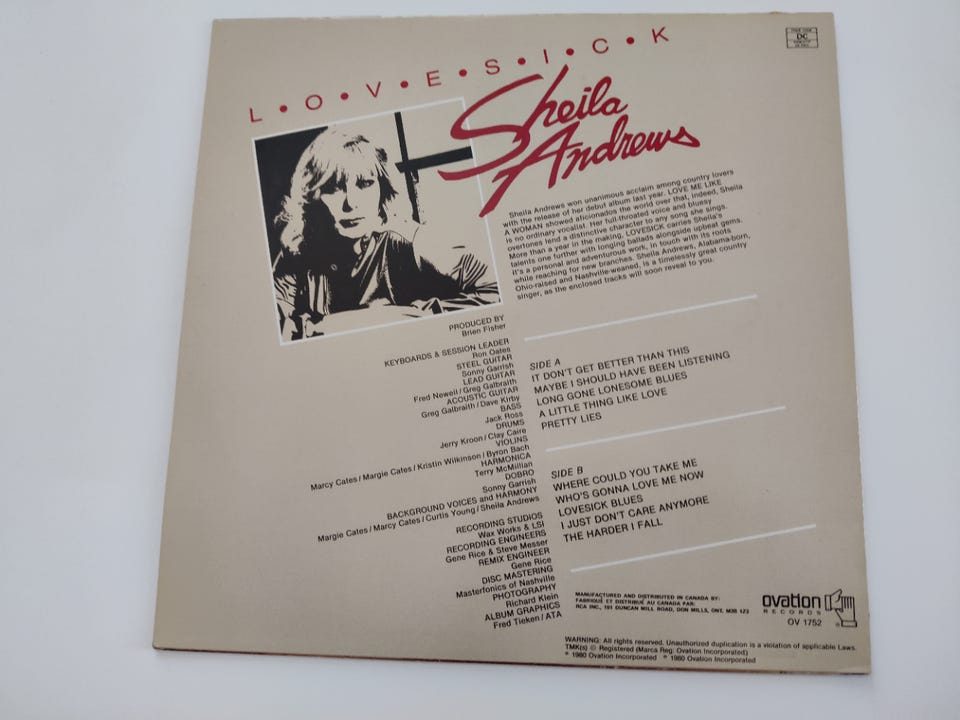 L•O•V•E•S•I•C•K
Sheila
Andrews
DC
Sheila Andrews won unanimous acclaim among country lovers
with the release of her debut album last year. LOVE ME LIKE
A WOMAN showed aficionados the world over that, indeed, Sheila
is no ordinary vocalist. Her full-throated voice and bluesy
overtones lend a distinctive character to any song she sings.
More than a year in the making, LOVESICK carries Sheila's
talents one further with longing ballads alongside upbeat gems.
It's a personal and adventurous work, in touch with its roots
while reaching for new branches. Sheila Andrews, Alabama-born,
Ohio-raised and Nashville-weaned, is a timelessly great country
singer, as the enclosed tracks will soon reveal to you.
PRODUCED BY
Brien Fisher
KEYBOARDS & SESSION LEADER
Ron Oates
STEEL GUITAR
Sonny Garrish
LEAD GUITAR
Fred Newell / Greg Galbraith
ACOUSTIC GUITAR
Greg Galbraith / Dave Kirby
BASS
Jack Ross
DRUMS
Jerry Kroon / Clay Caire
VIOLINS
Marcy Cates / Margie Cates / Kristin Wilkinson / Byron Bach
HARMONICA
Terry McMillian
DOBRO
Sonny Garrish
BACKGROUND VOICES and HARMONY
Margie Cates / Marcy Cates / Curtis Young / Sheila Andrews
RECORDING STUDIOS
Wax Works & LSI
RECORDING ENGINEERS
Gene Rice & Steve Messer
REMIX ENGINEER
Gene Rice
DISC MASTERING
Masterfonics of Nashville
PHOTOGRAPHY
Richard Klein
ALBUM GRAPHICS
Fred Tieken / ATA
SIDE A
IT DON'T GET BETTER THAN THIS
MAYBE I SHOULD HAVE BEEN LISTENING
LONG GONE LONESOME BLUES
A LITTLE THING LIKE LOVE
PRETTY LIES
SIDE B
WHERE COULD YOU TAKE ME
WHO'S GONNA LOVE ME NOW
LOVESICK BLUES
I JUST DON'T CARE ANYMORE
THE HARDER I FALL
MANUFACTURED AND DISTRIBUTED IN CANADA BY:
FABRIQUÉ ET DISTRIBUÉ AU CANADA PAR:
RCA INC., 101 DUNCAN MILL ROAD, DON MILLS, ONT. M3B 1Z3
ovation
RECORDS
OV 1752
WARNING: All rights reserved. Unauthorized duplication is a violation of applicable Laws.
TMK(s) ® Registered (Marca Reg. Ovation Incorporated)
℗ 1980 Ovation Incorporated © 1980 Ovation Incorporated